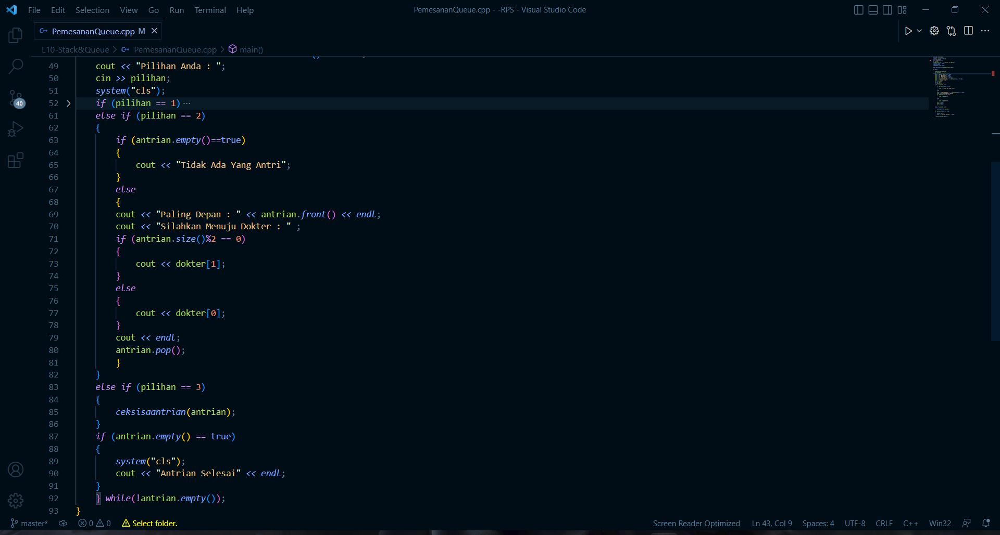 File Edit Selection View Go Run Terminal Help
PemesananQueue.cpp - -RPS - Visual Studio Code
PemesananQueue.cpp M
L10-Stack&Queue > PemesananQueue.cpp > main()
49 cout << "Pilihan Anda : ";
50 cin >> pilihan;
51 system("cls");
52 if (pilihan == 1)···
61 else if (pilihan == 2)
62 {
63 if (antrian.empty()==true)
64 {
65 cout << "Tidak Ada Yang Antri";
66 }
67 else
68 {
69 cout << "Paling Depan : " << antrian.front() << endl;
70 cout << "Silahkan Menuju Dokter : " ;
71 if (antrian.size()%2 == 0)
72 {
73 cout << dokter[1];
74 }
75 else
76 {
77 cout << dokter[0];
78 }
79 cout << endl;
80 antrian.pop();
81 }
82 }
83 else if (pilihan == 3)
84 {
85 ceksisaantrian(antrian);
86 }
87 if (antrian.empty() == true)
88 {
89 system("cls");
90 cout << "Antrian Selesai" << endl;
91 }
92 } while(!antrian.empty());
93 }
40
master* 0 0 Select folder. Screen Reader Optimized Ln 43, Col 9 Spaces: 4 UTF-8 CRLF C++ Win32